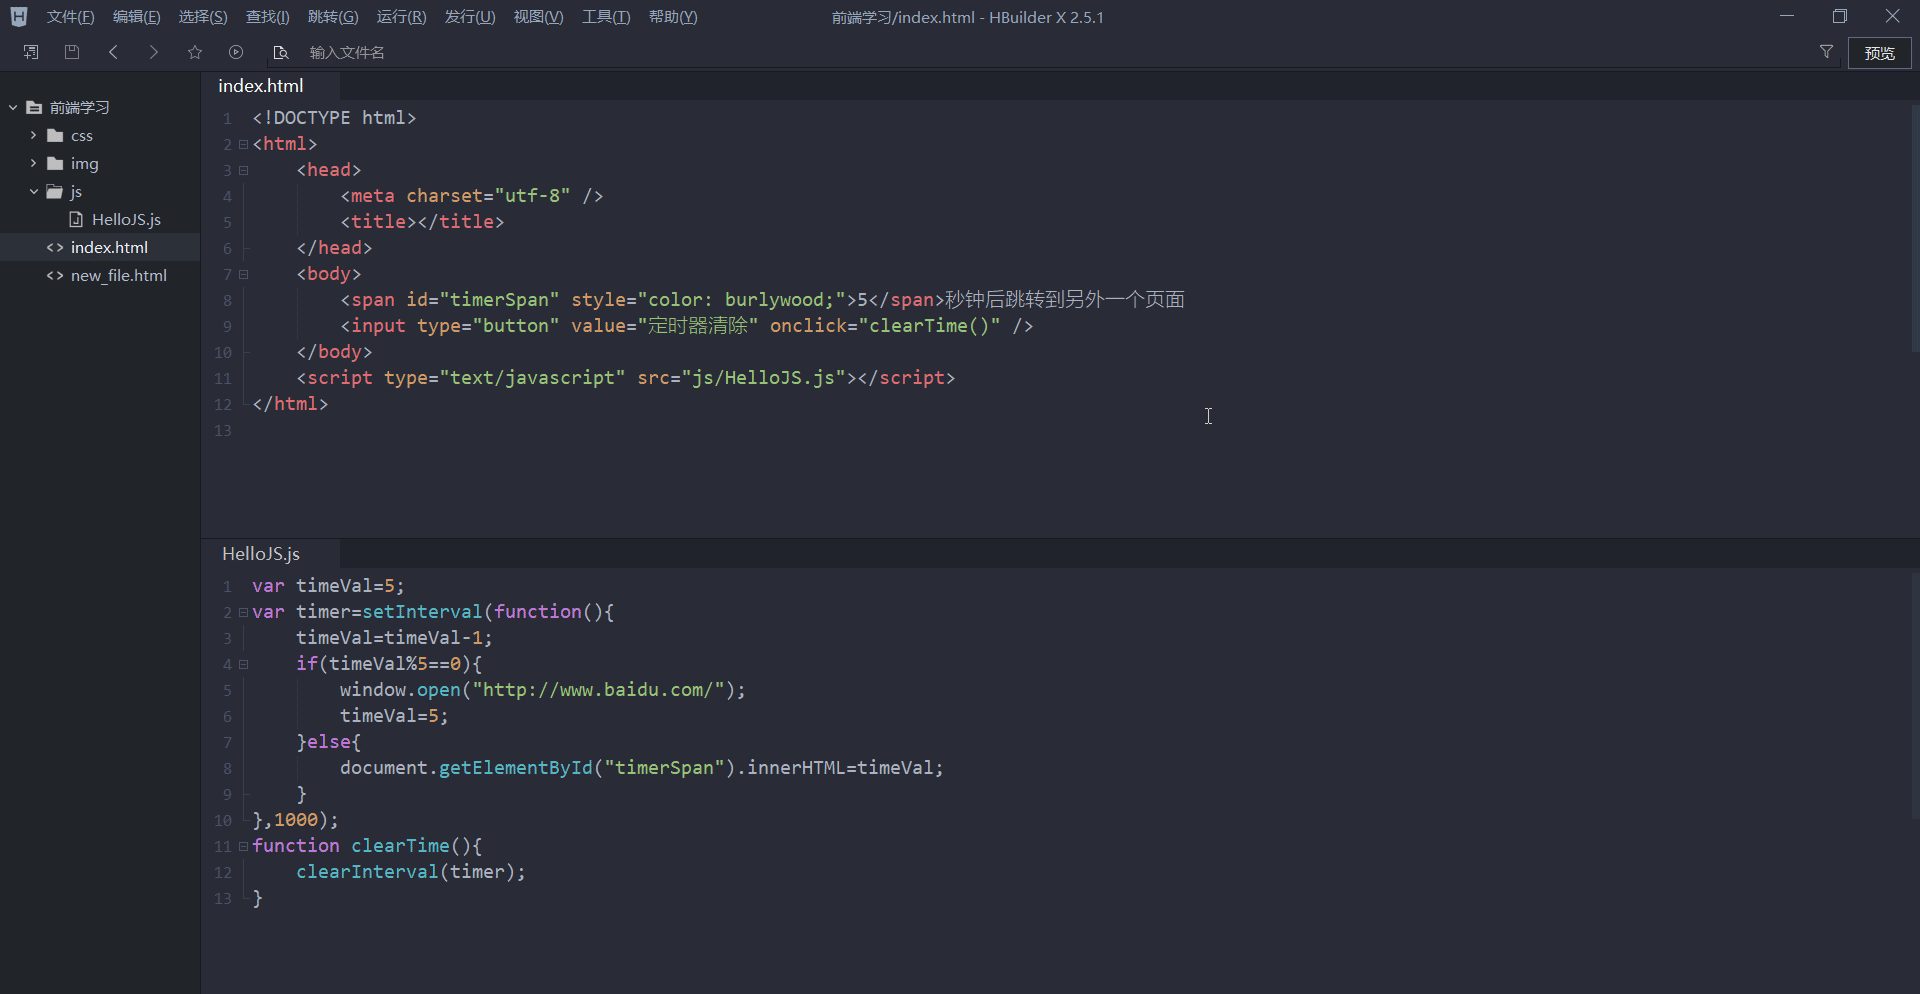 文件(F) 编辑(E) 选择(S) 查找(I) 跳转(G) 运行(R) 发行(U) 视图(V) 工具(T) 帮助(Y) 前端学习/index.html - HBuilder X 2.5.1
输入文件名 预览
前端学习
css
img
js
HelloJS.js
index.html
new_file.html
index.html
1 <!DOCTYPE html>
2 <html>
3 <head>
4 <meta charset="utf-8" />
5 <title></title>
6 </head>
7 <body>
8 <span id="timerSpan" style="color: burlywood;">5</span>秒钟后跳转到另外一个页面
9 <input type="button" value="定时器清除" onclick="clearTime()" />
10 </body>
11 <script type="text/javascript" src="js/HelloJS.js"></script>
12 </html>
13
HelloJS.js
1 var timeVal=5;
2 var timer=setInterval(function(){
3 timeVal=timeVal-1;
4 if(timeVal%5==0){
5 window.open("http://www.baidu.com/");
6 timeVal=5;
7 }else{
8 document.getElementById("timerSpan").innerHTML=timeVal;
9 }
10 },1000);
11 function clearTime(){
12 clearInterval(timer);
13 }